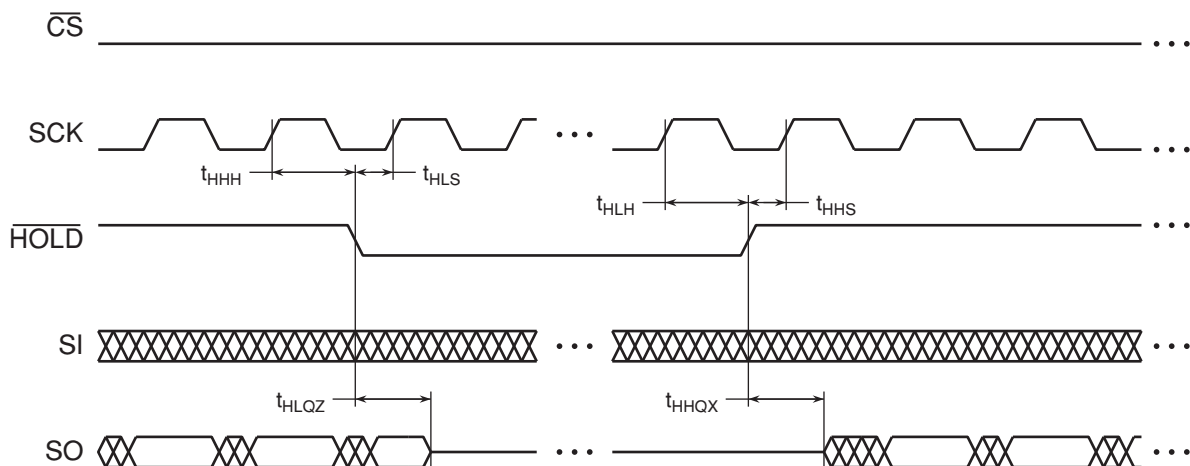 CS
SCK
tHHH
tHLS
tHLH
tHHS
HOLD
SI
tHLQZ
tHHQX
SO